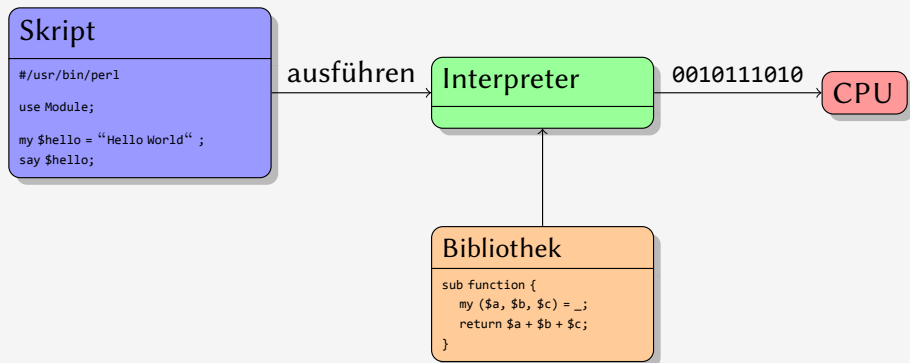 Skript
#/usr/bin/perl
use Module;
my $hello = “Hello World“ ;
say $hello;
ausführen
Interpreter
0010111010
CPU
Bibliothek
sub function {
my ($a, $b, $c) = _;
return $a + $b + $c;
}